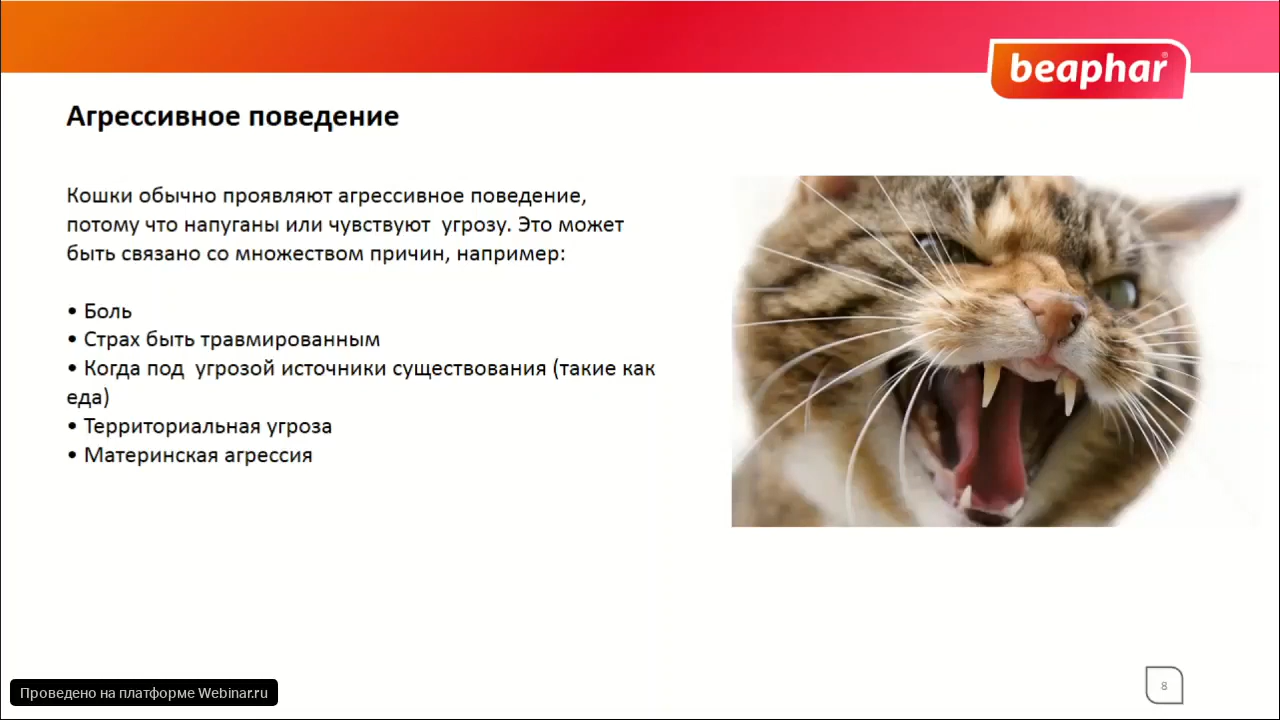 beaphar®
Агрессивное поведение
Кошки обычно проявляют агрессивное поведение,
потому что напуганы или чувствуют  угрозу. Это может
быть связано со множеством причин, например:
• Боль
• Страх быть травмированным
• Когда под  угрозой источники существования (такие как
еда)
• Территориальная угроза
• Материнская агрессия
Проведено на платформе Webinar.ru
8